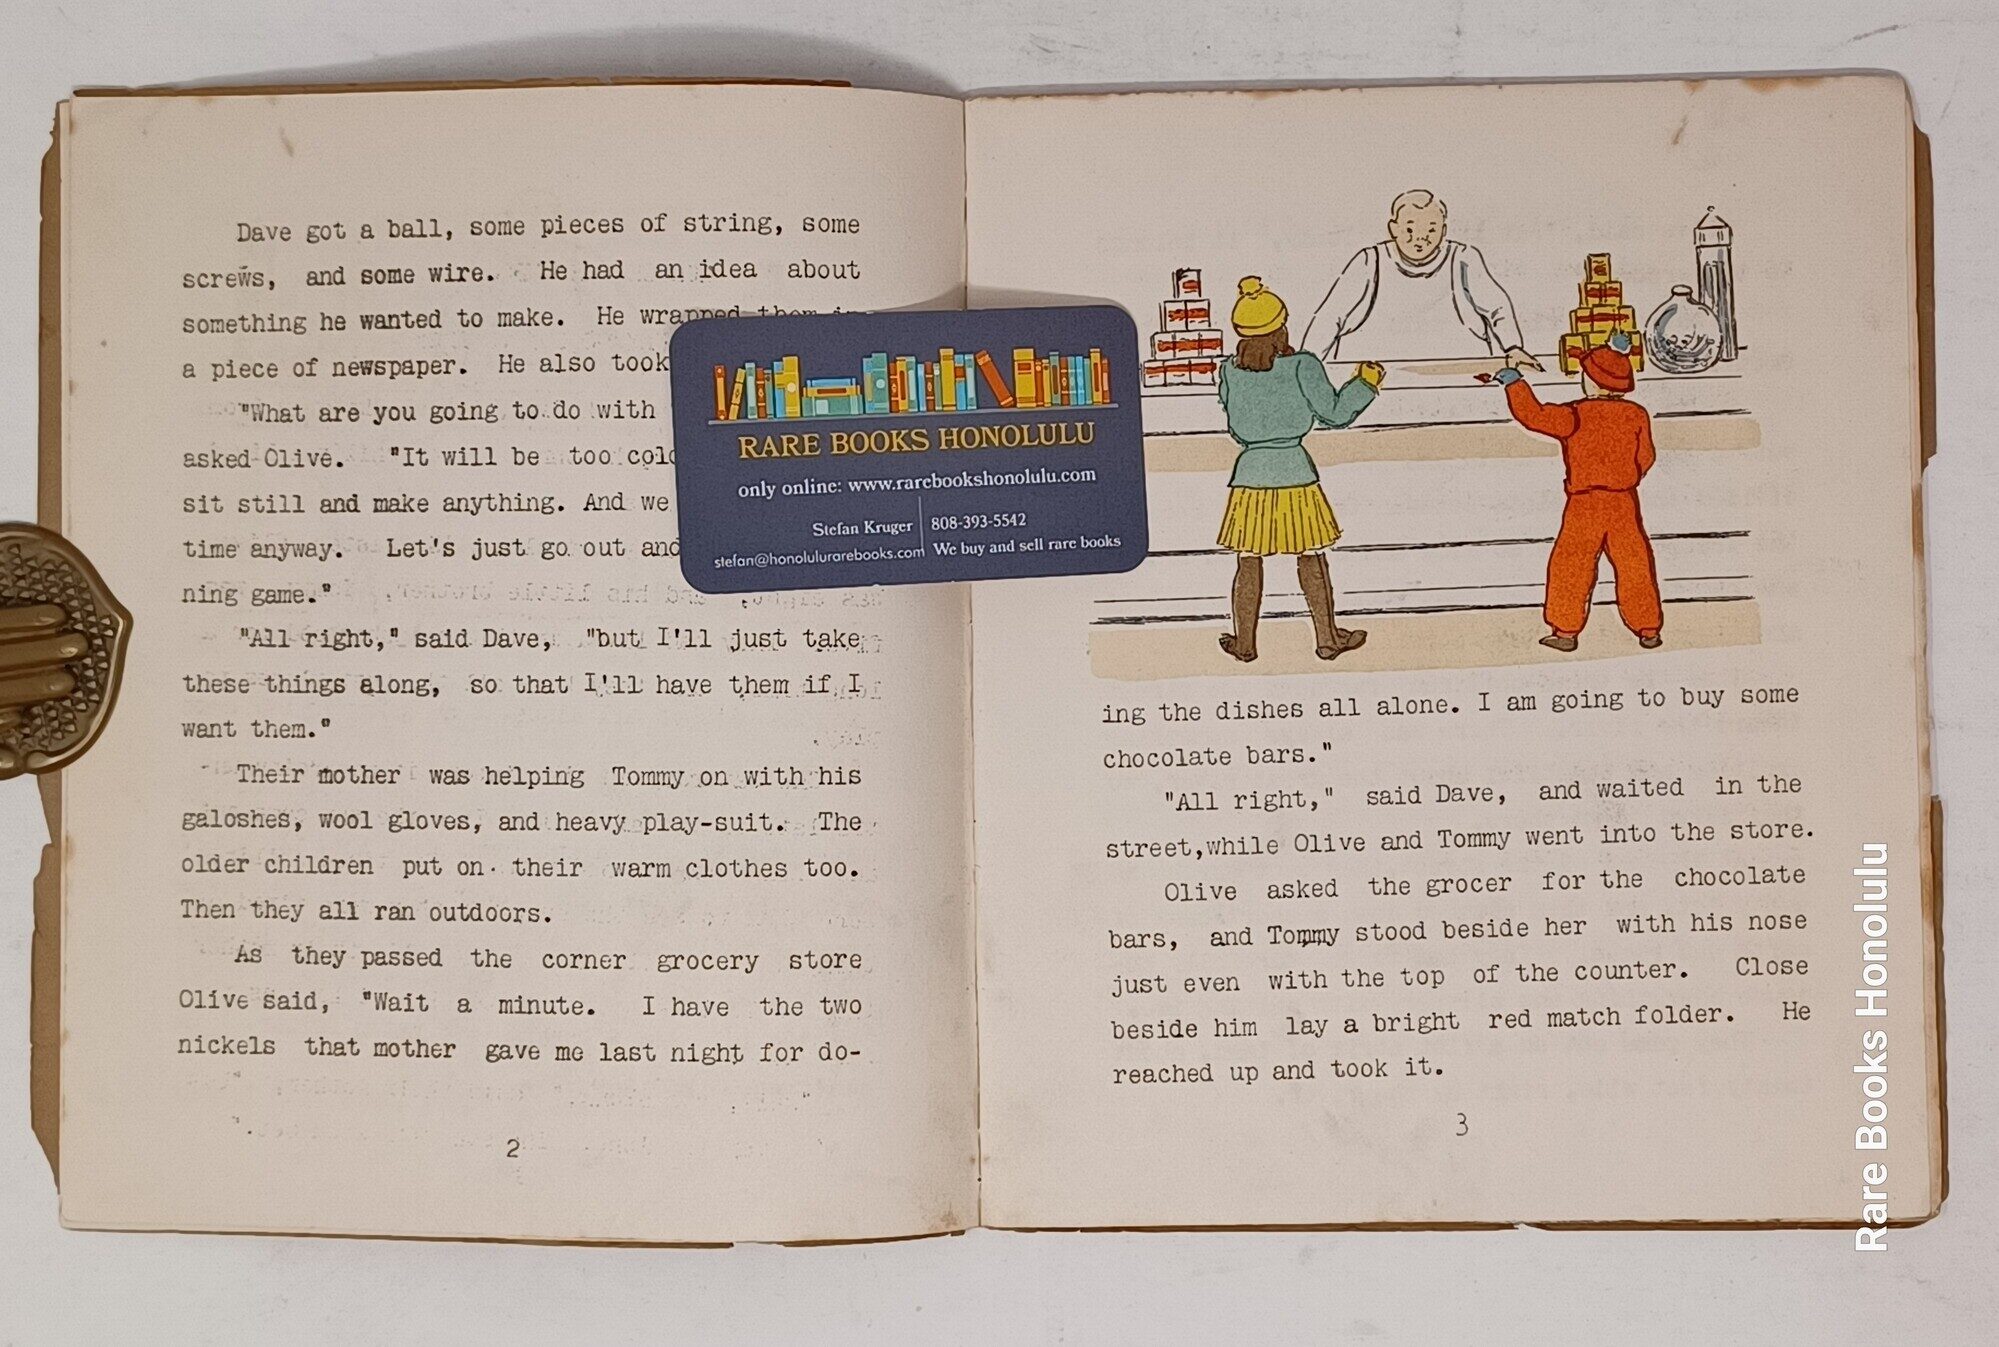 Dave got a ball, some pieces of string, some
screws, and some wire. He had an idea about
something he wanted to make. He wrapped them in
a piece of newspaper. He also took
"What are you going to do with
asked Olive. "It will be too cold
sit still and make anything. And we
time anyway. Let's just go out and
ning game."
"All right," said Dave, "but I'll just take
these things along, so that I'll have them if I
want them."
Their mother was helping Tommy on with his
galoshes, wool gloves, and heavy play-suit. The
older children put on their warm clothes too.
Then they all ran outdoors.
As they passed the corner grocery store
Olive said, "Wait a minute. I have the two
nickels that mother gave me last night for do-
2
RARE BOOKS HONOLULU
only online: www.rarebookshonolulu.com
Stefan Kruger 808-393-5542
stefan@honolulurarebooks.com We buy and sell rare books
ing the dishes all alone. I am going to buy some
chocolate bars."
"All right," said Dave, and waited in the
street,while Olive and Tommy went into the store.
Olive asked the grocer for the chocolate
bars, and Tommy stood beside her with his nose
just even with the top of the counter. Close
beside him lay a bright red match folder. He
reached up and took it.
3
Rare Books Honolulu